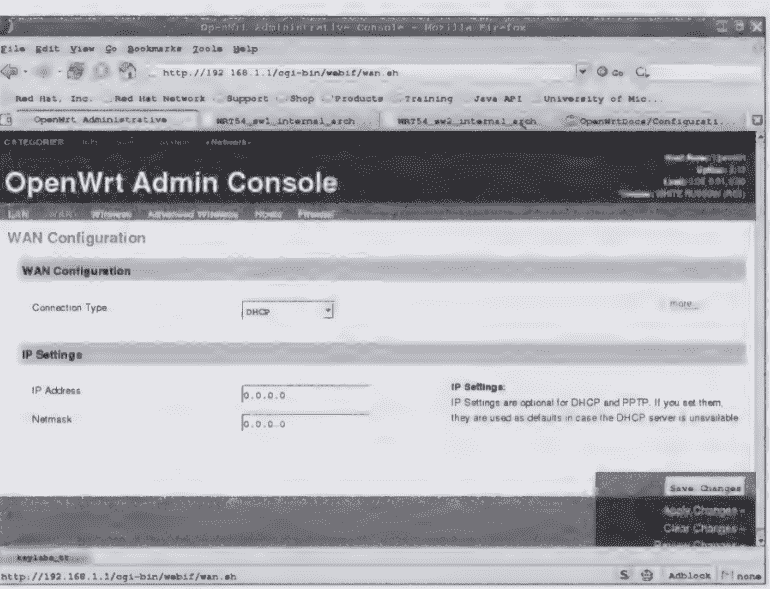 OpenWrt Administrative Console - Mozilla Firefox
File Edit View Go Bookmarks Tools Help
http://192 168.1.1/cgi-bin/webif/wan.sh Go
Red Hat, Inc. Red Hat Network Support Shop Products Training Java API University of Mic...
OpenWrt Administrative WRT54_sw1_internal_arch WRT54_sw2_internal_arch OpenWrtDocs/Configurati...
CATEGORIES Network
OpenWrt Admin Console
LAN WAN Wireless Advanced Wireless Hosts Firewall
WAN Configuration
WAN Configuration
Connection Type DHCP more...
IP Settings
IP Address 0.0.0.0
Netmask 0.0.0.0
IP Settings:
IP Settings are optional for DHCP and PPTP. If you set them,
they are used as defaults in case the DHCP server is unavailable
Save Changes
Apply Changes
Clear Changes
http://192.168.1.1/cgi-bin/webif/wan.sh S Adblock none